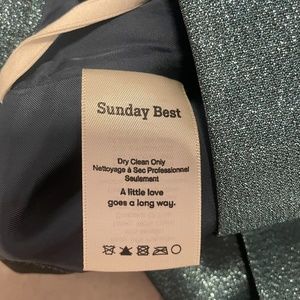 Sunday Best
Dry Clean Only
Nettoyage à Sec Professionnel
Seulement
A little love
goes a long way.